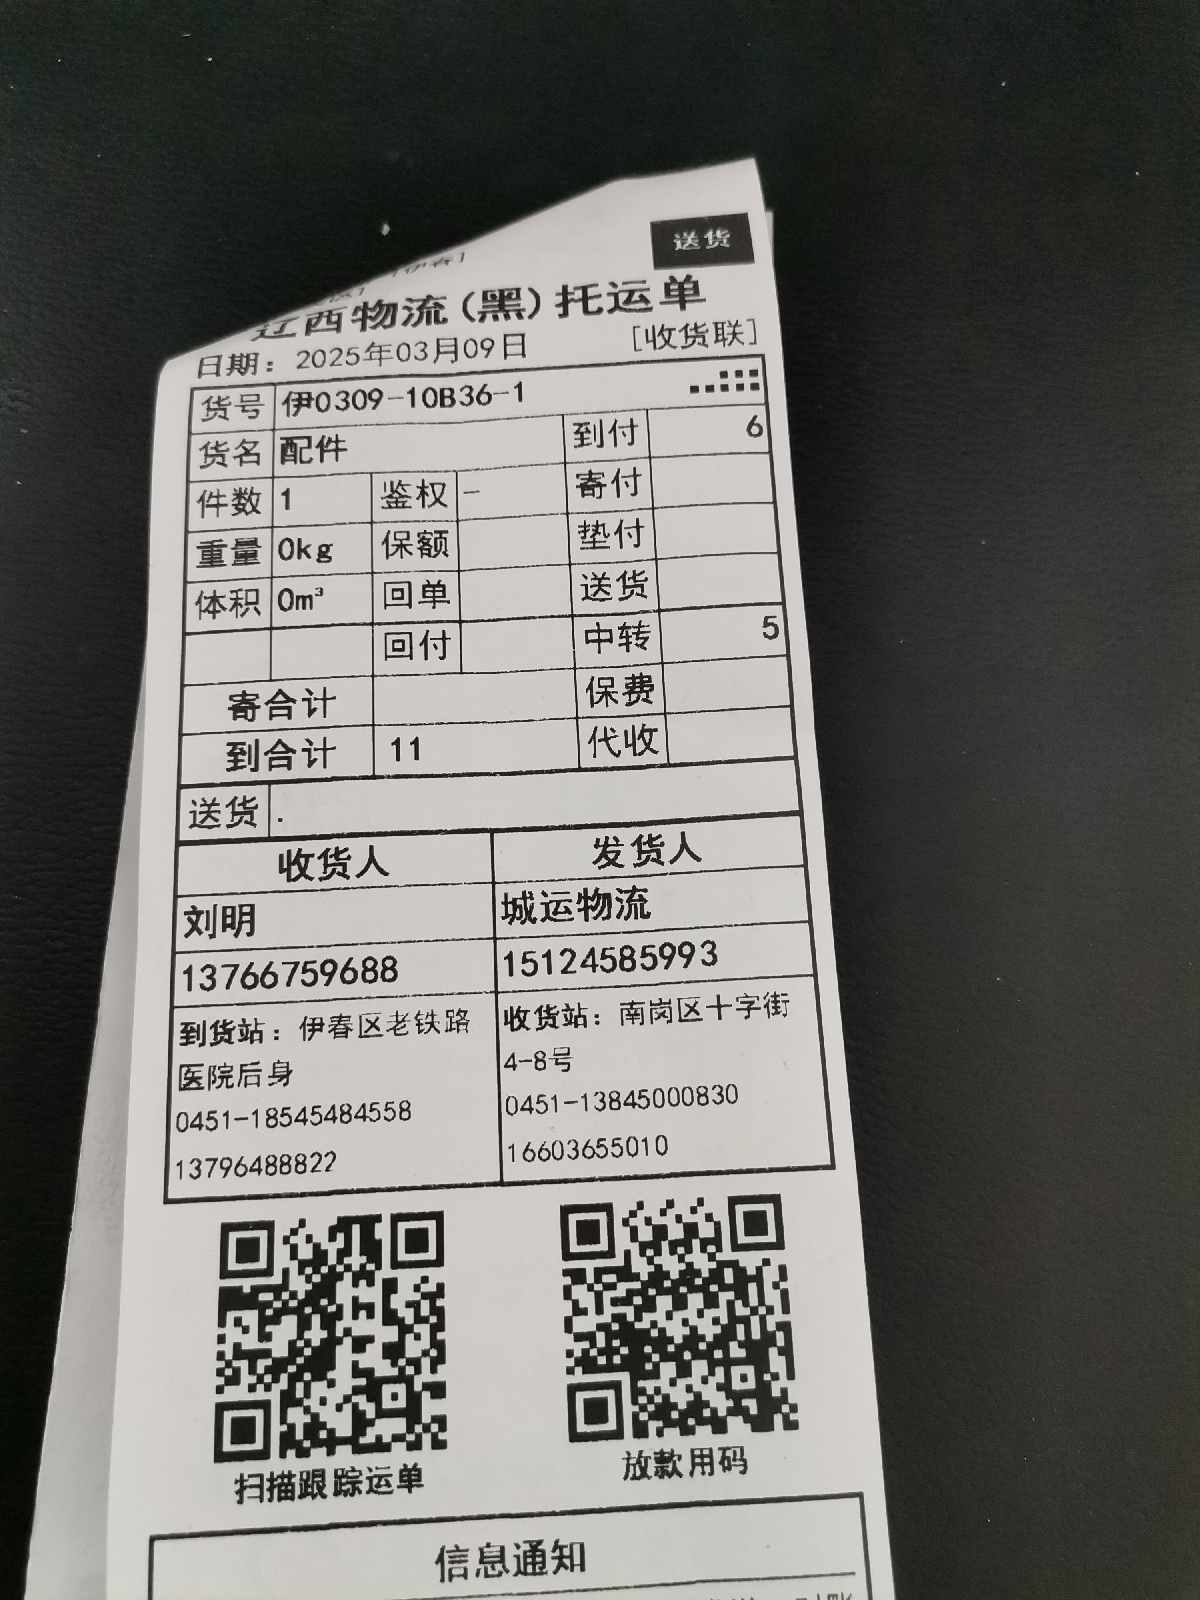 送货
[伊春]
辽西物流(黑)托运单
日期：2025年03月09日 [收货联]
货号 伊0309-10B36-1
货名 配件 到付 6
件数 1 鉴权 - 寄付
重量 0kg 保额 垫付
体积 0m³ 回单 送货
回付 中转 5
寄合计 保费
到合计 11 代收
送货 .
收货人 发货人
刘明 城运物流
13766759688 15124585993
到货站：伊春区老铁路 收货站：南岗区十字街
医院后身 4-8号
0451-18545484558 0451-13845000830
13796488822 16603655010
扫描跟踪运单 放款用码
信息通知